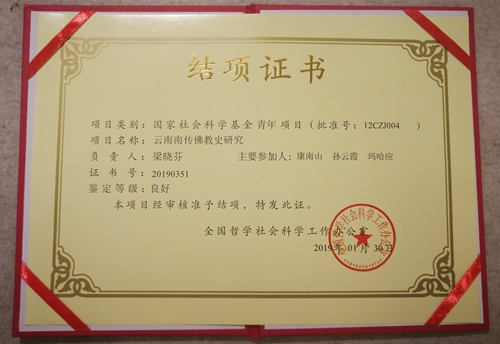 结项证书
项目类别：国家社会科学基金 青年 项目（批准号：12CZJ004 ）
项目名称：云南南传佛教史研究
负责人：梁晓芬 主要参加人：康南山 孙云霞 玛哈应
证书号：20190351
鉴定等级：良好
本项目经审核准予结项，特发此证。
全国哲学社会科学工作办公室
2019年 01月 30日